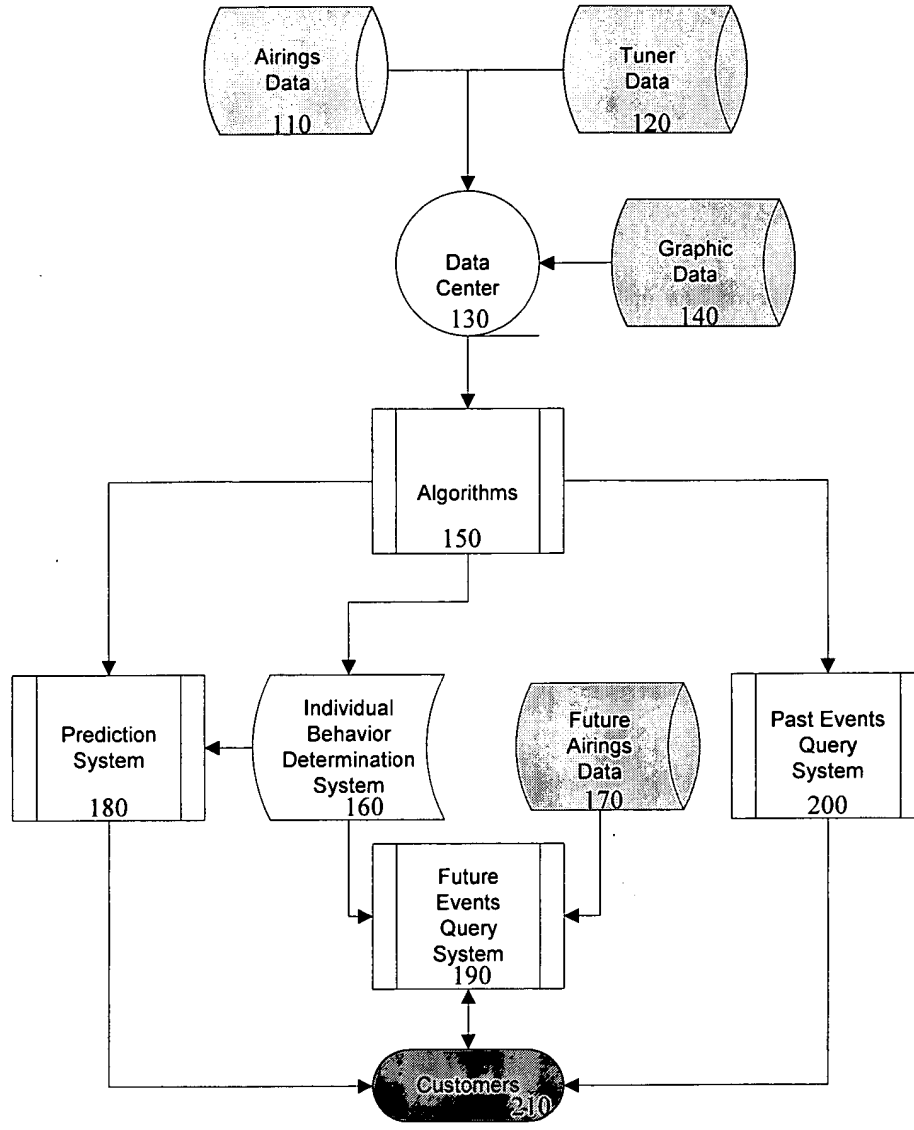 Airings
Data
110
Tuner
Data
120
Data
Center
130
Graphic
Data
140
Algorithms
150
Prediction
System
180
Individual
Behavior
Determination
System
160
Future
Airings
Data
170
Past Events
Query
System
200
Future
Events
Query
System
190
Customers
210